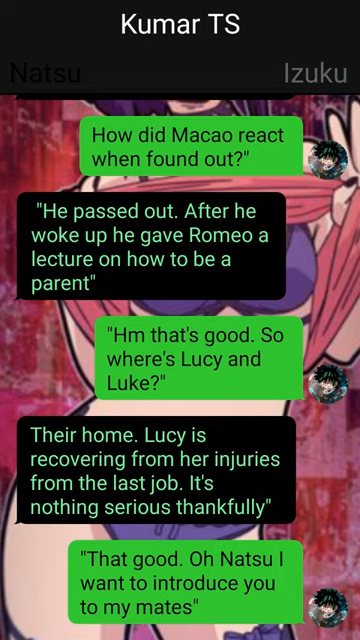 Kumar TS
Natsu
Izuku
How did Macao react
when found out?"
"He passed out. After he
woke up he gave Romeo a
lecture on how to be a
parent"
"Hm that's good. So
where's Lucy and
Luke?"
Their home. Lucy is
recovering from her injuries
from the last job. It's
nothing serious thankfully"
"That good. Oh Natsu I
want to introduce you
to my mates"